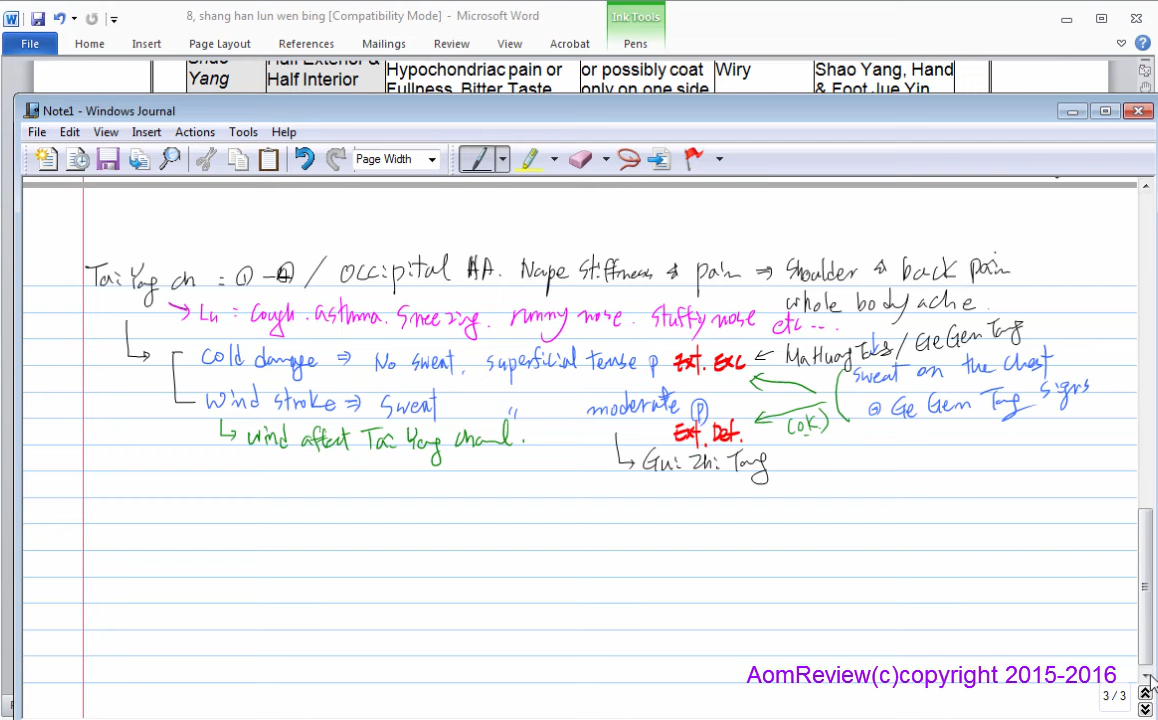 8, shang han lun wen bing [Compatibility Mode] - Microsoft Word
Ink Tools
File Home Insert Page Layout References Mailings Review View Acrobat Pens
Shao Half Exterior & Hypochondriac pain or or possibly coat Wiry Shao Yang, Hand
Yang Half Interior Fullness, Bitter Taste only on one side & Foot Jue Yin
Note1 - Windows Journal
File Edit View Insert Actions Tools Help
Page Width
Tai Yang ch = ① - / occipital HA. Nape stiffness & pain ⇒ Shoulder & back pain
whole body ache.
→ Lu = Cough. asthma. Sneezing. runny nose. stuffy nose etc....
cold damage ⇒ No sweat, superficial tense p Ext. Exc ← Ma Huang / Ge Gen Tang
sweat on the chest
Wind stroke ⇒ Sweat " moderate (P) Ge Gen Tang signs
(ok)
Ext. Def.
↳ wind affect Tai Yang channel.
↳ Gui Zhi Tang
AomReview(c)copyright 2015-2016
3 / 3